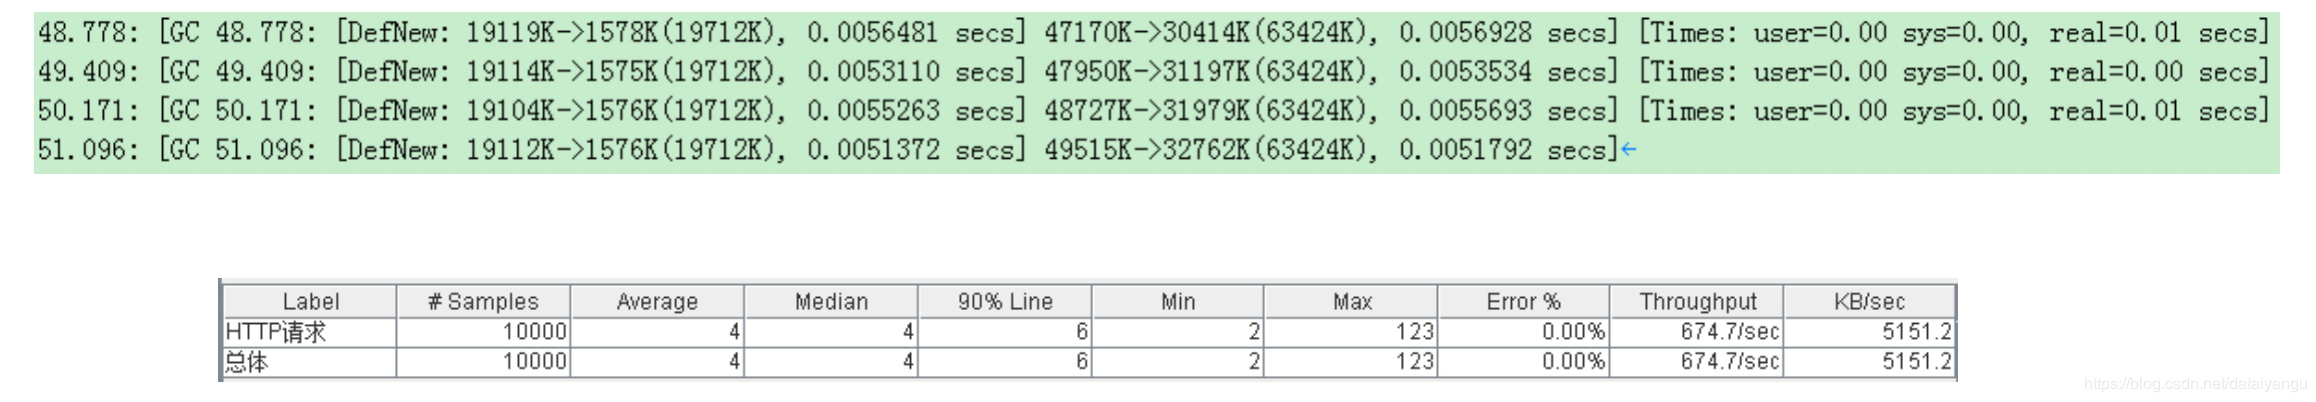 48.778: [GC 48.778: [DefNew: 19119K->1578K(19712K), 0.0056481 secs] 47170K->30414K(63424K), 0.0056928 secs] [Times: user=0.00 sys=0.00, real=0.01 secs]
49.409: [GC 49.409: [DefNew: 19114K->1575K(19712K), 0.0053110 secs] 47950K->31197K(63424K), 0.0053534 secs] [Times: user=0.00 sys=0.00, real=0.00 secs]
50.171: [GC 50.171: [DefNew: 19104K->1576K(19712K), 0.0055263 secs] 48727K->31979K(63424K), 0.0055693 secs] [Times: user=0.00 sys=0.00, real=0.01 secs]
51.096: [GC 51.096: [DefNew: 19112K->1576K(19712K), 0.0051372 secs] 49515K->32762K(63424K), 0.0051792 secs]←
Label # Samples Average Median 90% Line Min Max Error % Throughput KB/sec
HTTP请求 10000 4 4 6 2 123 0.00% 674.7/sec 5151.2
总体 10000 4 4 6 2 123 0.00% 674.7/sec 5151.2
https://blog.csdn.net/dataiyangu